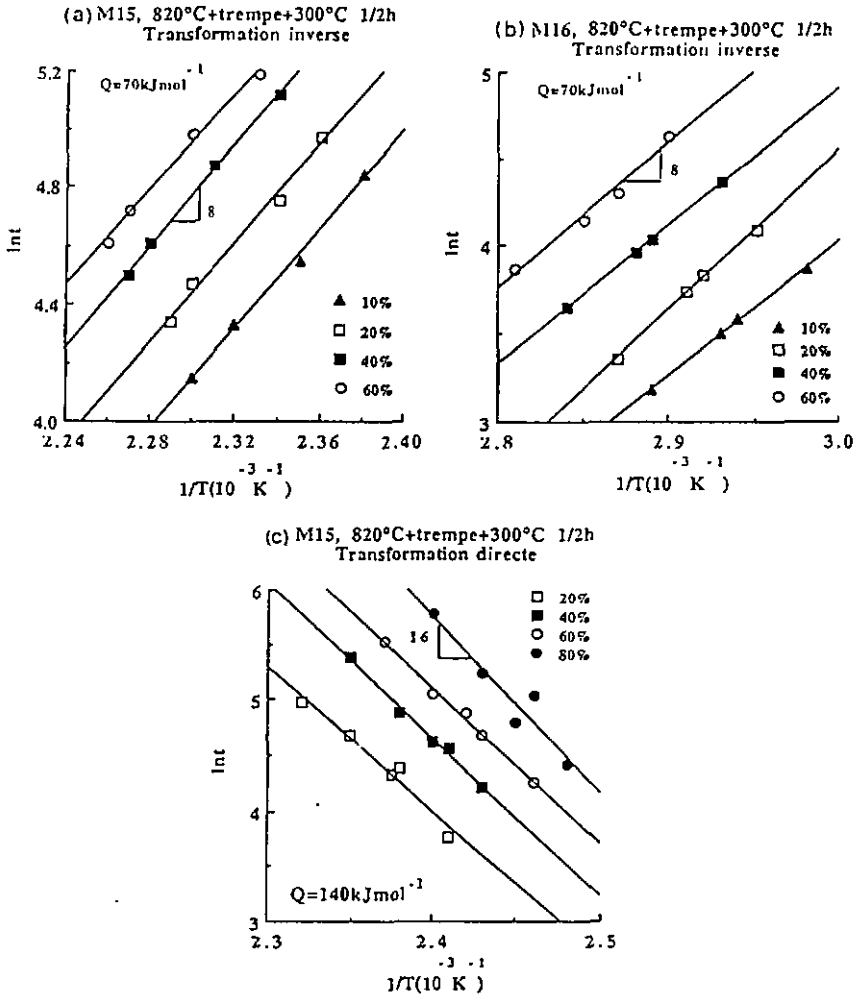 (a) M15, 820°C+trempe+300°C 1/2h
Transformation inverse
Q=70kJmol⁻¹
5.2
4.8
4.4
4.0
lnt
8
10%
20%
40%
60%
2.24 2.28 2.32 2.36 2.40
1/T(10⁻³ K⁻¹)
(b) M16, 820°C+trempe+300°C 1/2h
Transformation inverse
Q=70kJmol⁻¹
5
4
3
lnt
8
10%
20%
40%
60%
2.8 2.9 3.0
1/T(10⁻³ K⁻¹)
(c) M15, 820°C+trempe+300°C 1/2h
Transformation directe
6
5
4
3
lnt
16
20%
40%
60%
80%
Q=140kJmol⁻¹
2.3 2.4 2.5
1/T(10⁻³ K⁻¹)